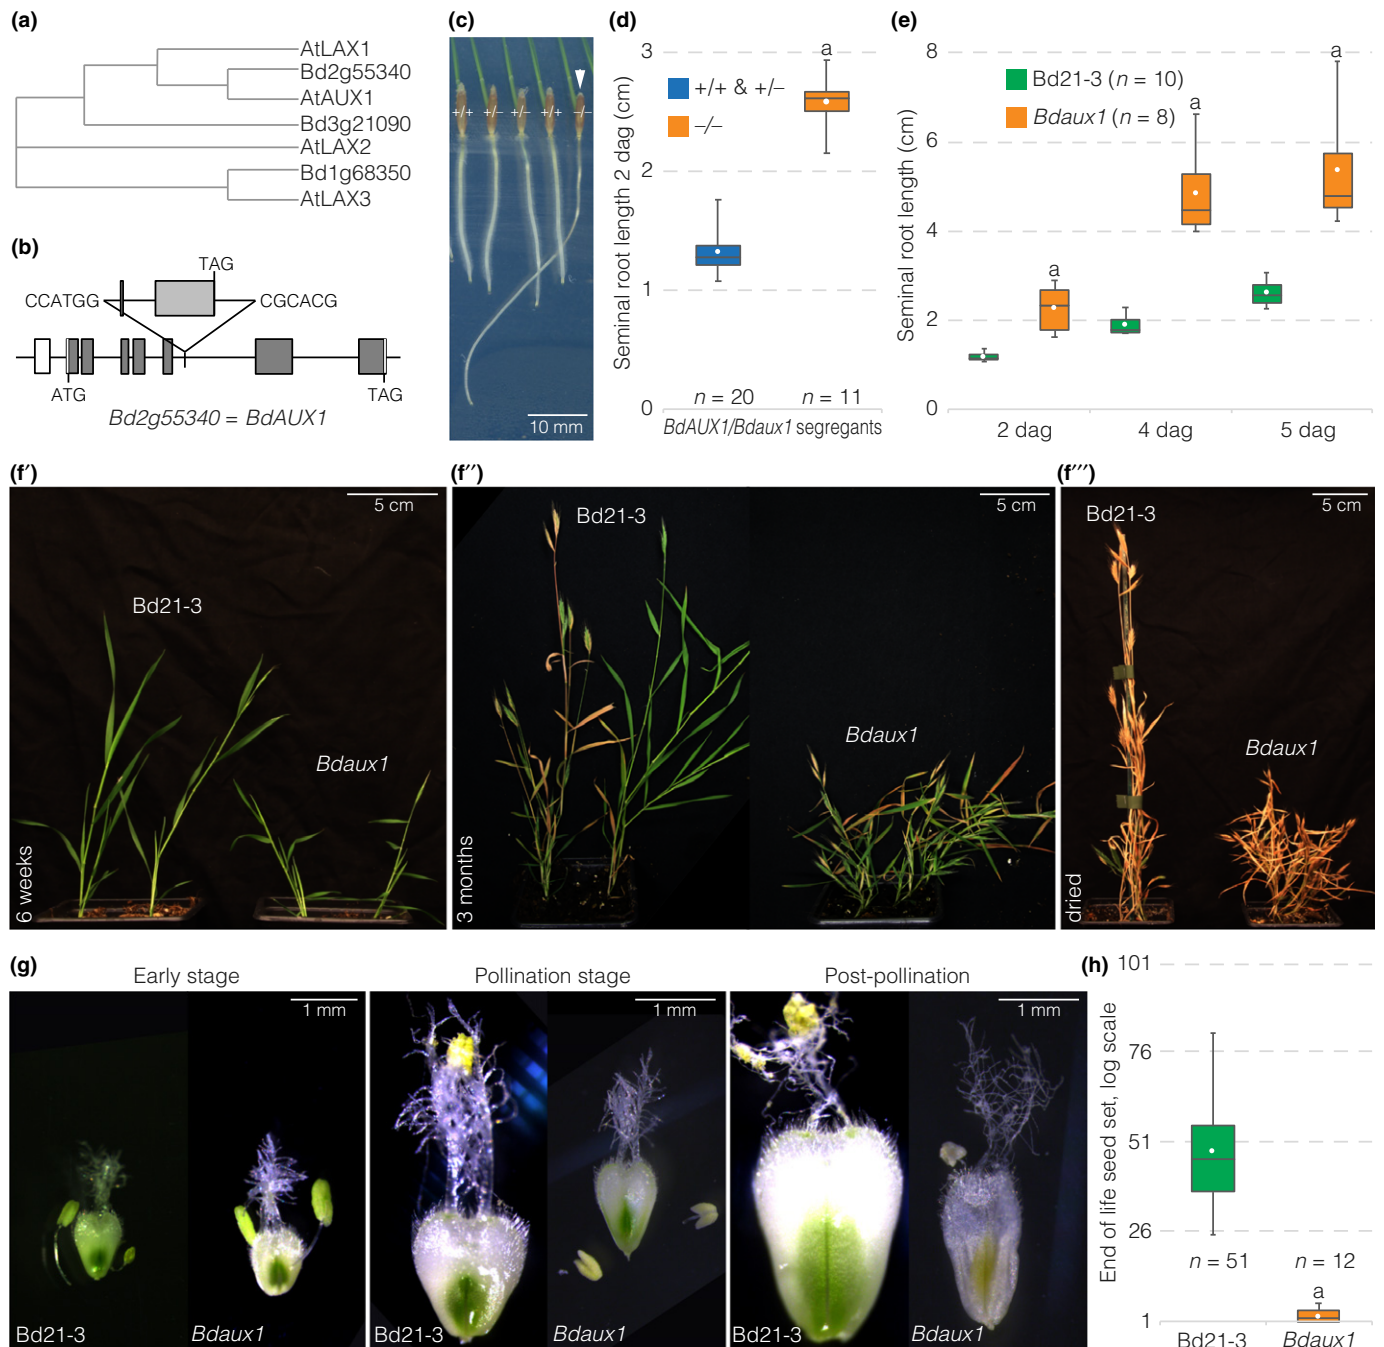 (a)
AtLAX1
Bd2g55340
AtAUX1
Bd3g21090
AtLAX2
Bd1g68350
AtLAX3
(b)
TAG
CCATGG
CGCACG
ATG
TAG
Bd2g55340 = BdAUX1
(c)
+/+ +/– +/– +/+ –/–
10 mm
(d)
Seminal root length 2 dag (cm)
3
2
1
0
a
+/+ & +/–
–/–
n = 20
n = 11
BdAUX1/Bdaux1 segregants
(e)
Seminal root length (cm)
8
6
4
2
0
Bd21-3 (n = 10)
Bdaux1 (n = 8)
a
a
a
2 dag
4 dag
5 dag
(f′)
5 cm
Bd21-3
Bdaux1
6 weeks
(f″)
5 cm
Bd21-3
Bdaux1
3 months
(f‴)
5 cm
Bd21-3
Bdaux1
dried
(g)
Early stage
Pollination stage
Post-pollination
1 mm
1 mm
1 mm
Bd21-3
Bdaux1
Bd21-3
Bdaux1
Bd21-3
Bdaux1
(h)
End of life seed set, log scale
101
76
51
26
1
n = 51
n = 12
a
Bd21-3
Bdaux1